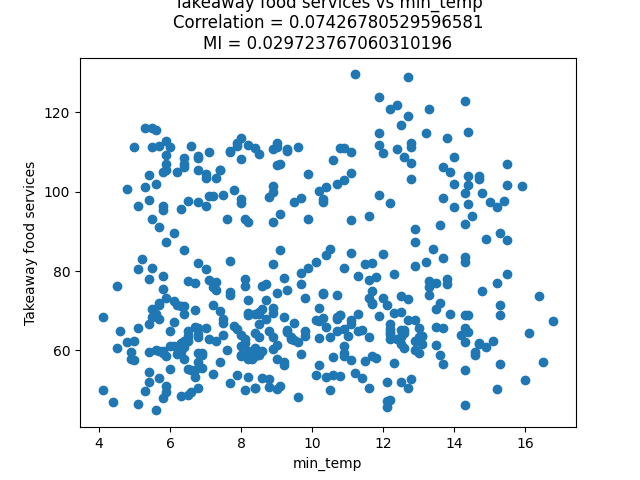 Takeaway food services vs min_temp
Correlation = 0.07426780529596581
MI = 0.029723767060310196
120
100
80
60
Takeaway food services
4 6 8 10 12 14 16
min_temp